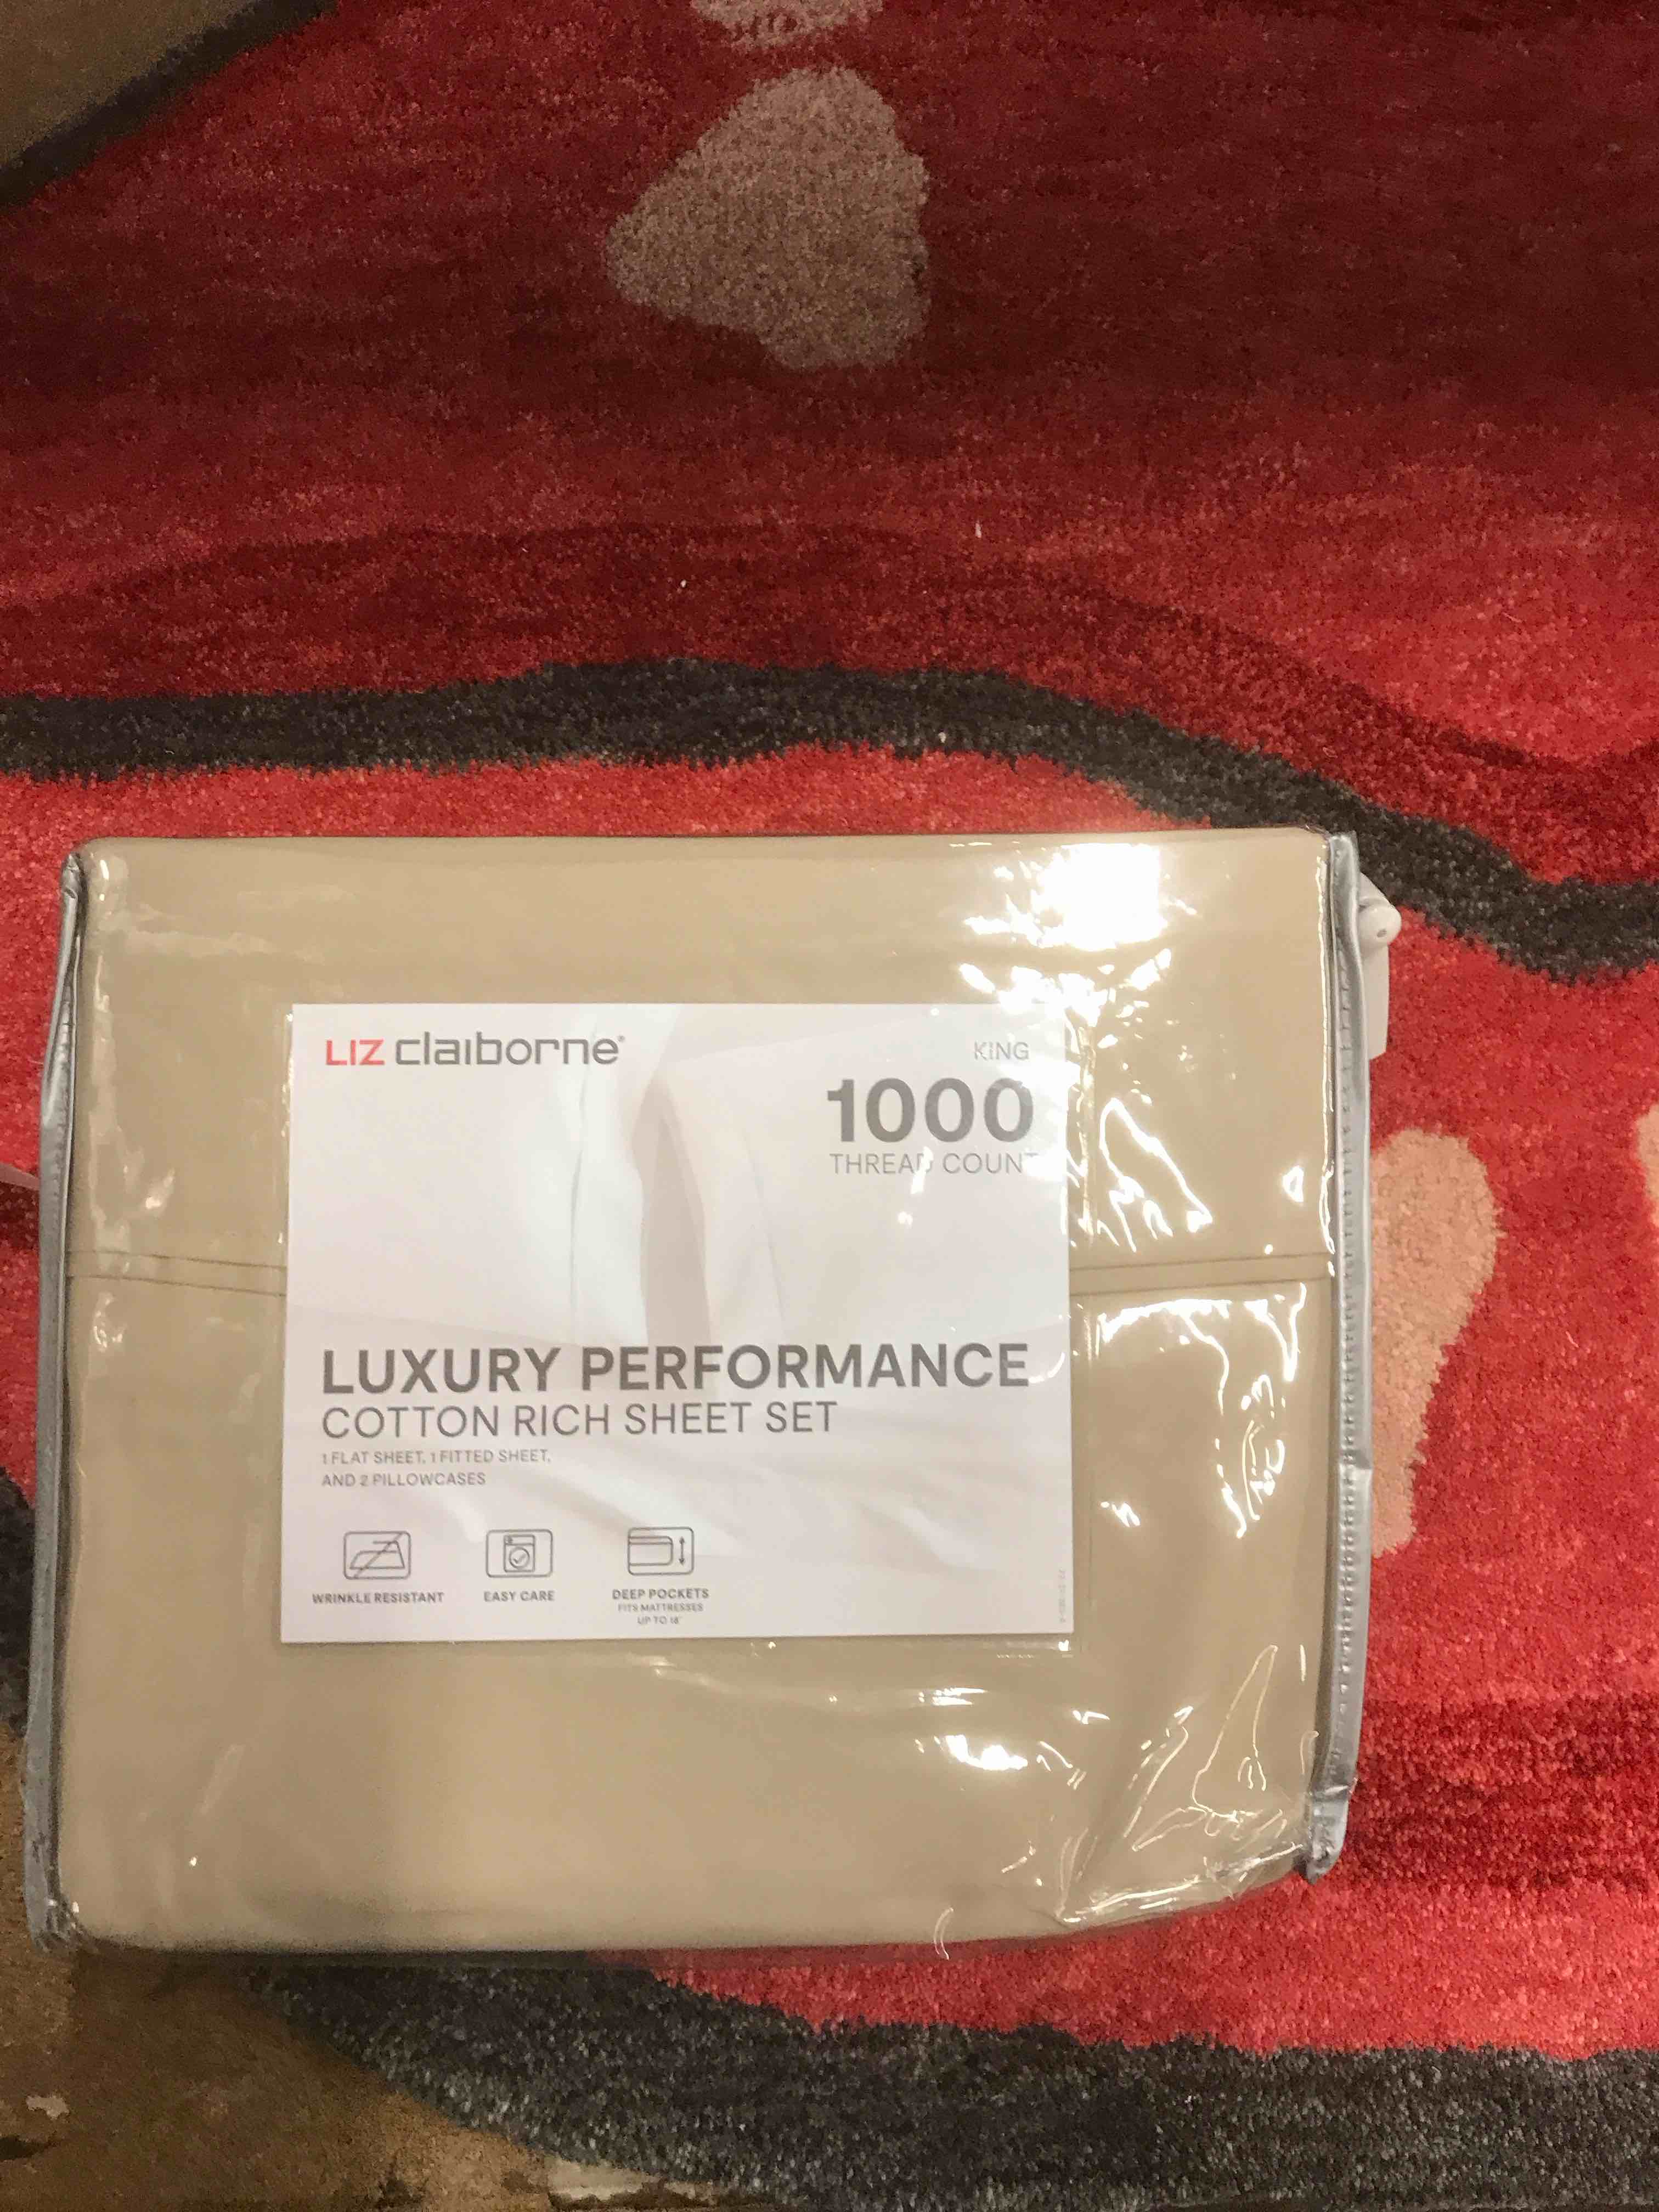 LIZ claiborne®
KING
1000
THREAD COUNT
LUXURY PERFORMANCE
COTTON RICH SHEET SET
1 FLAT SHEET, 1 FITTED SHEET,
AND 2 PILLOWCASES
WRINKLE RESISTANT
EASY CARE
DEEP POCKETS
FITS MATTRESSES
UP TO 18"